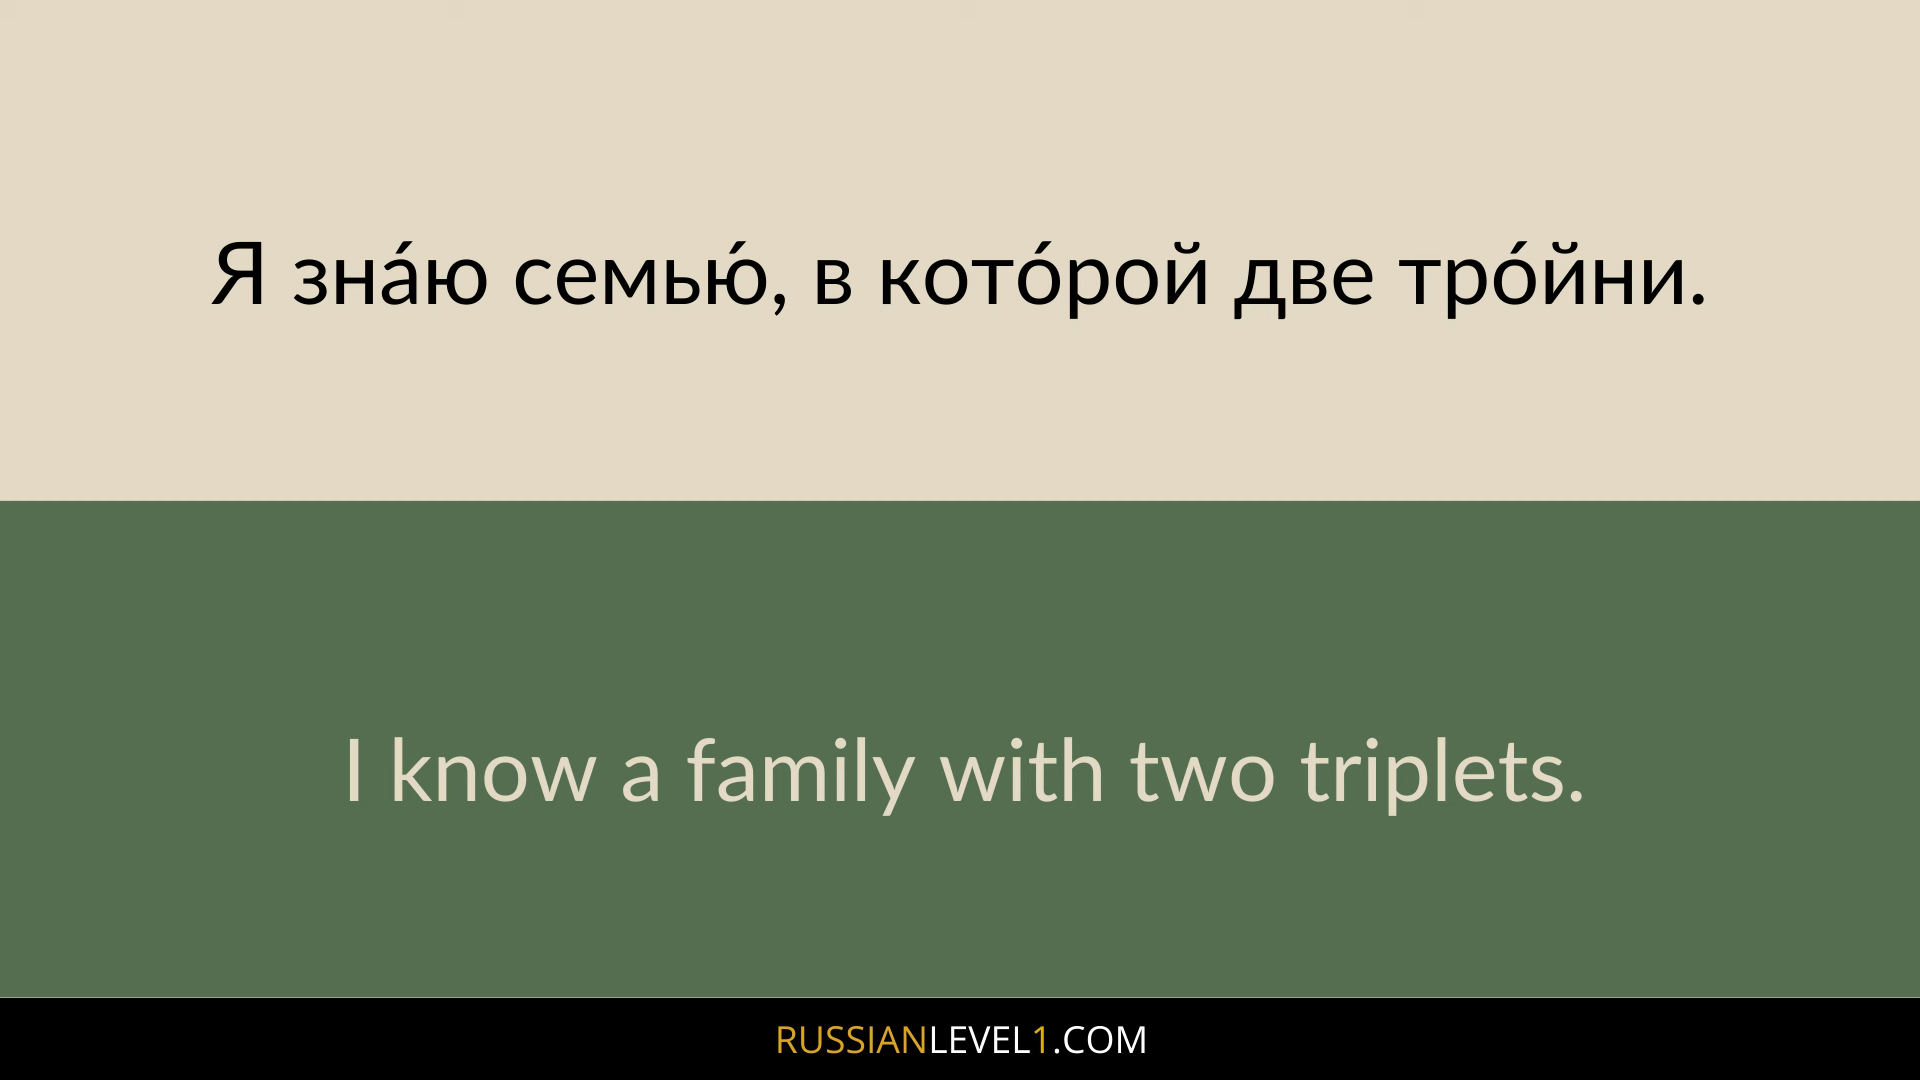 Я зна́ю семью́, в кото́рой две тро́йни.
I know a family with two triplets.
RUSSIANLEVEL1.COM